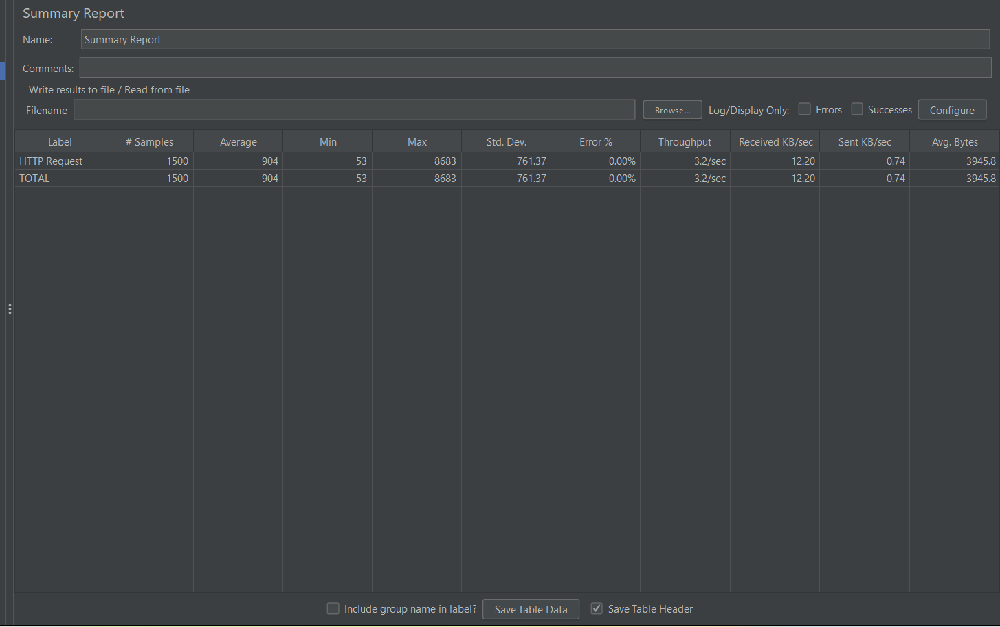 Summary Report
Name: Summary Report
Comments:
Write results to file / Read from file
Filename Browse... Log/Display Only: Errors Successes Configure
Label # Samples Average Min Max Std. Dev. Error % Throughput Received KB/sec Sent KB/sec Avg. Bytes
HTTP Request 1500 904 53 8683 761.37 0.00% 3.2/sec 12.20 0.74 3945.8
TOTAL 1500 904 53 8683 761.37 0.00% 3.2/sec 12.20 0.74 3945.8
Include group name in label? Save Table Data Save Table Header